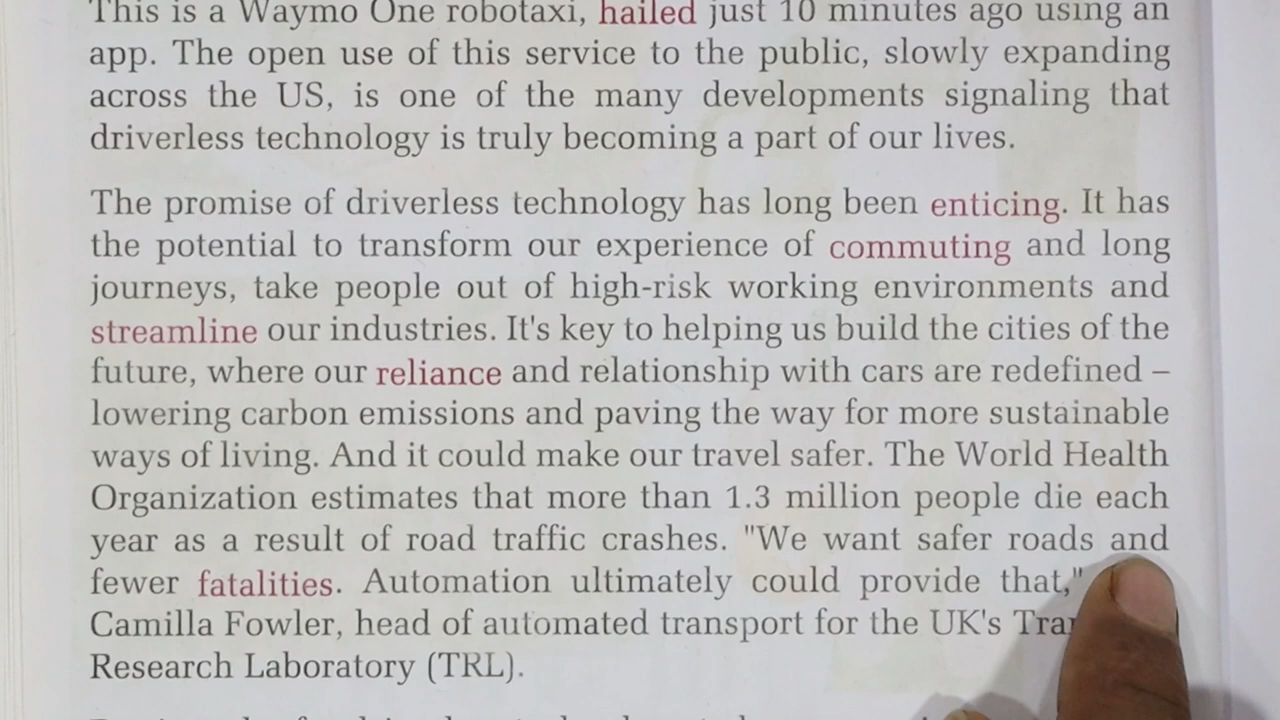 This is a Waymo One robotaxi, hailed just 10 minutes ago using an
app. The open use of this service to the public, slowly expanding
across the US, is one of the many developments signaling that
driverless technology is truly becoming a part of our lives.
The promise of driverless technology has long been enticing. It has
the potential to transform our experience of commuting and long
journeys, take people out of high-risk working environments and
streamline our industries. It's key to helping us build the cities of the
future, where our reliance and relationship with cars are redefined –
lowering carbon emissions and paving the way for more sustainable
ways of living. And it could make our travel safer. The World Health
Organization estimates that more than 1.3 million people die each
year as a result of road traffic crashes. "We want safer roads and
fewer fatalities. Automation ultimately could provide that,"
Camilla Fowler, head of automated transport for the UK's
Research Laboratory (TRL).